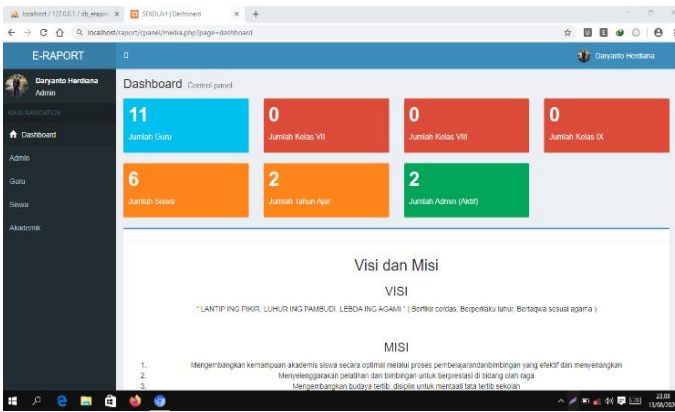 localhost / 127.0.0.1 / db_erapor
SEKOLAH | Dashboard
localhost/raport/cpanel/media.php?page=dashboard
E-RAPORT
Daryanto Herdiana
Daryanto Herdiana
Admin
MAIN NAVIGATION
Dashboard
Admin
Guru
Siswa
Akademik
Dashboard Control panel
11
Jumlah Guru
0
Jumlah Kelas VII
0
Jumlah Kelas VIII
0
Jumlah Kelas IX
6
Jumlah Siswa
2
Jumlah Tahun Ajar
2
Jumlah Admin (Aktif)
Visi dan Misi
VISI
" LANTIP ING PIKIR, LUHUR ING PAMBUDI, LEBDA ING AGAMI " ( Berfikir cerdas, Berperilaku luhur, Bertaqwa sesuai agama )
MISI
1. Mengembangkan kemampuan akademis siswa secara optimal melalui proses pembelajarandanbimbingan yang efektif dan menyenangkan
2. Menyelenggarakan pelatihan dan bimbingan untuk berprestasi di bidang olah raga
3. Mengembangkan budaya tertib, disiplin untuk mentaati tata tertib sekolah
23.08